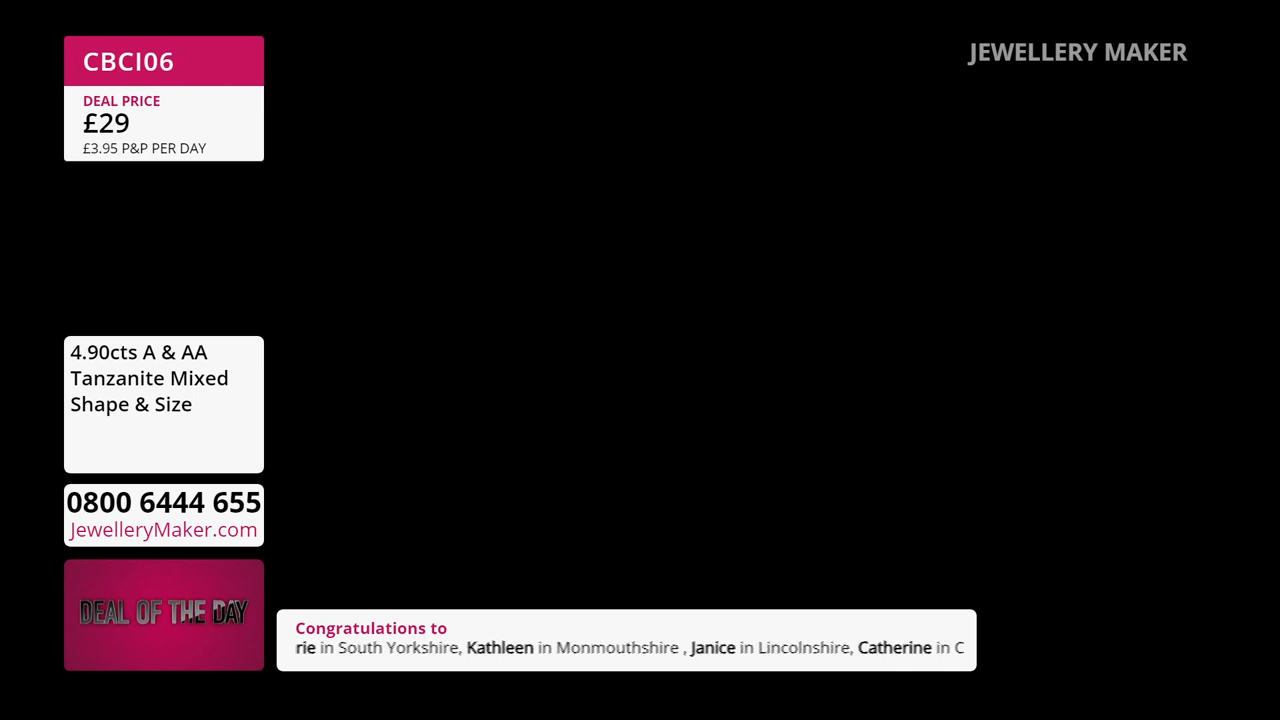 CBCI06
DEAL PRICE
£29
£3.95 P&P PER DAY
JEWELLERY MAKER
4.90cts A & AA
Tanzanite Mixed
Shape & Size
0800 6444 655
JewelleryMaker.com
DEAL OF THE DAY
Congratulations to
rie in South Yorkshire, Kathleen in Monmouthshire , Janice in Lincolnshire, Catherine in C